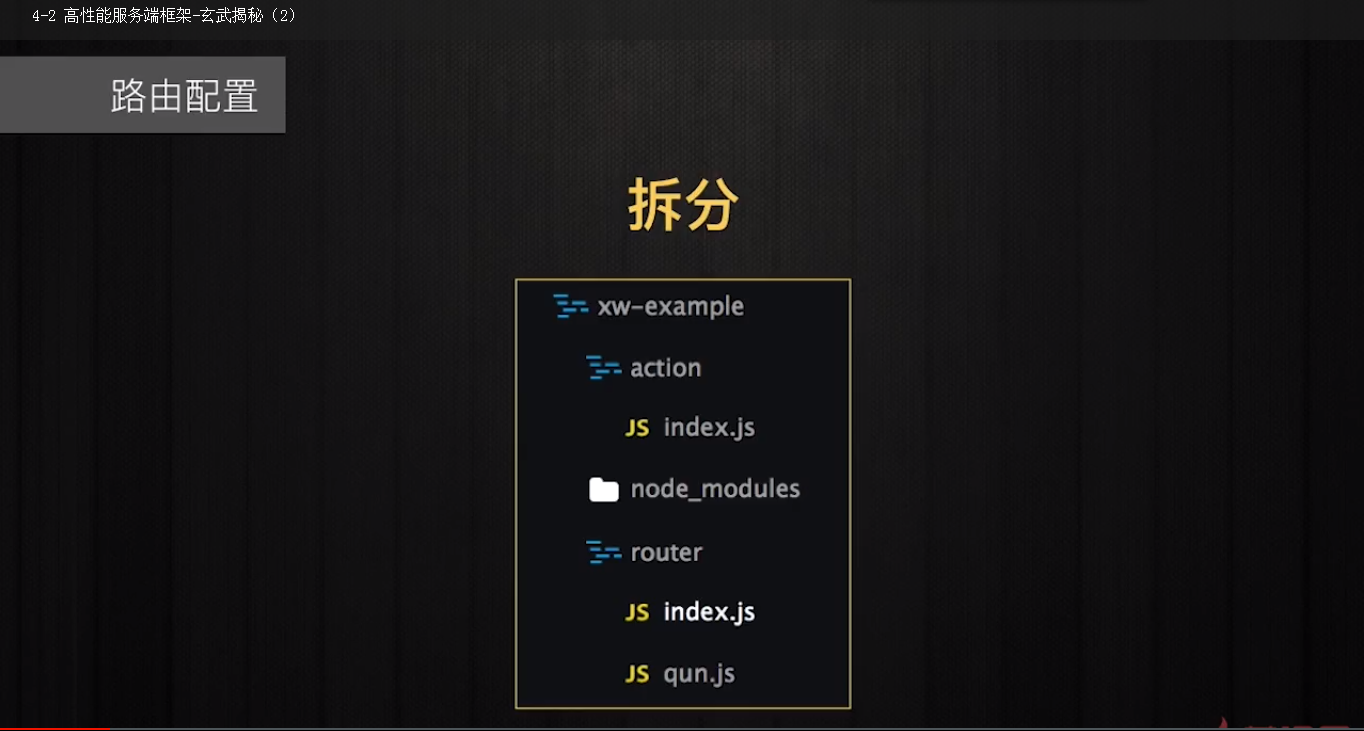 4-2 高性能服务端框架-玄武揭秘（2）
路由配置
拆分
xw-example
action
JS index.js
node_modules
router
JS index.js
JS qun.js